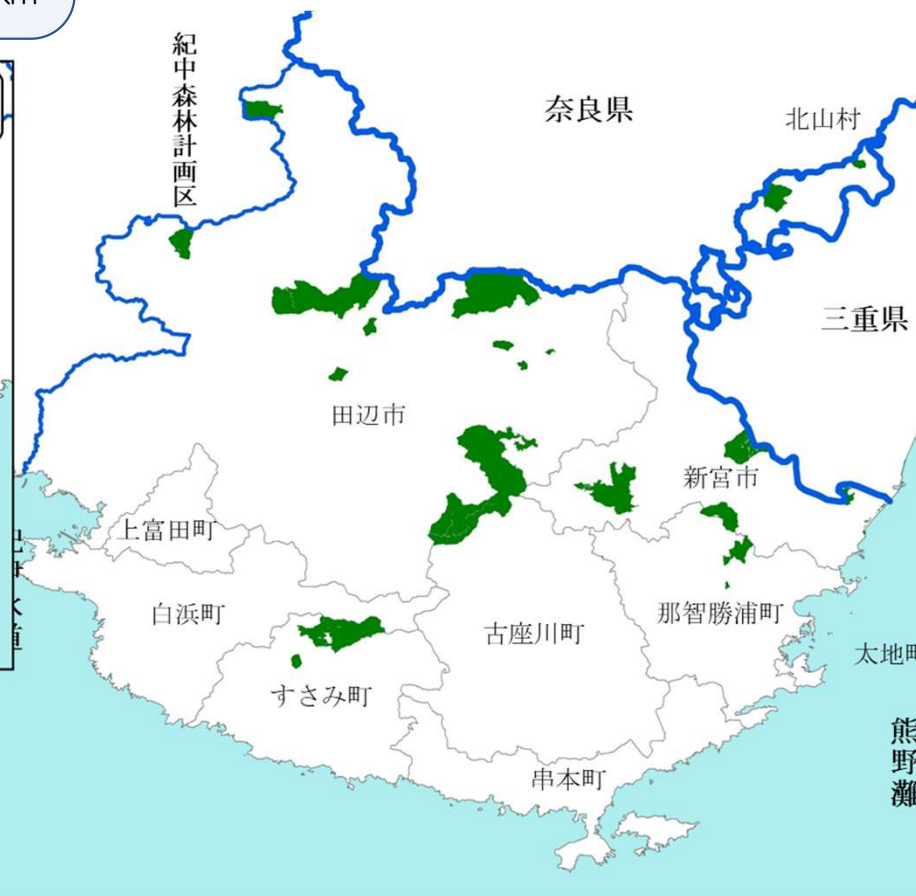 km
紀中森林計画区
奈良県
北山村
三重県
田辺市
新宮市
上富田町
白浜町
古座川町
那智勝浦町
太地町
すさみ町
串本町
熊野灘